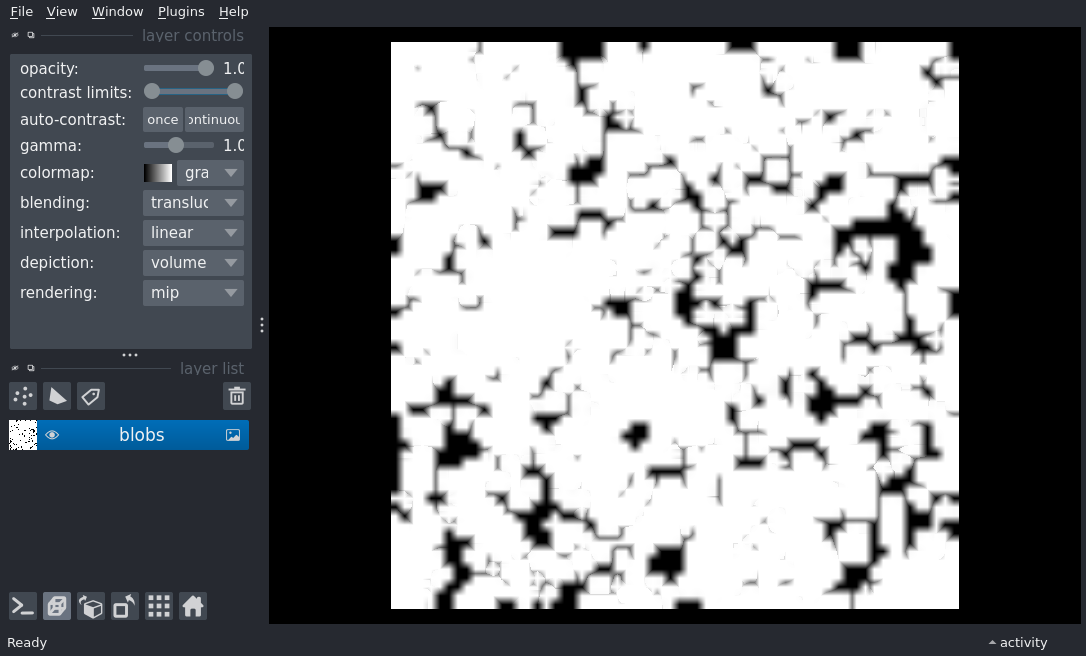 File View Window Plugins Help
layer controls
opacity: 1.0
contrast limits:
auto-contrast: once ontinuou
gamma: 1.0
colormap: gra
blending: transluc
interpolation: linear
depiction: volume
rendering: mip
layer list
blobs
Ready
activity